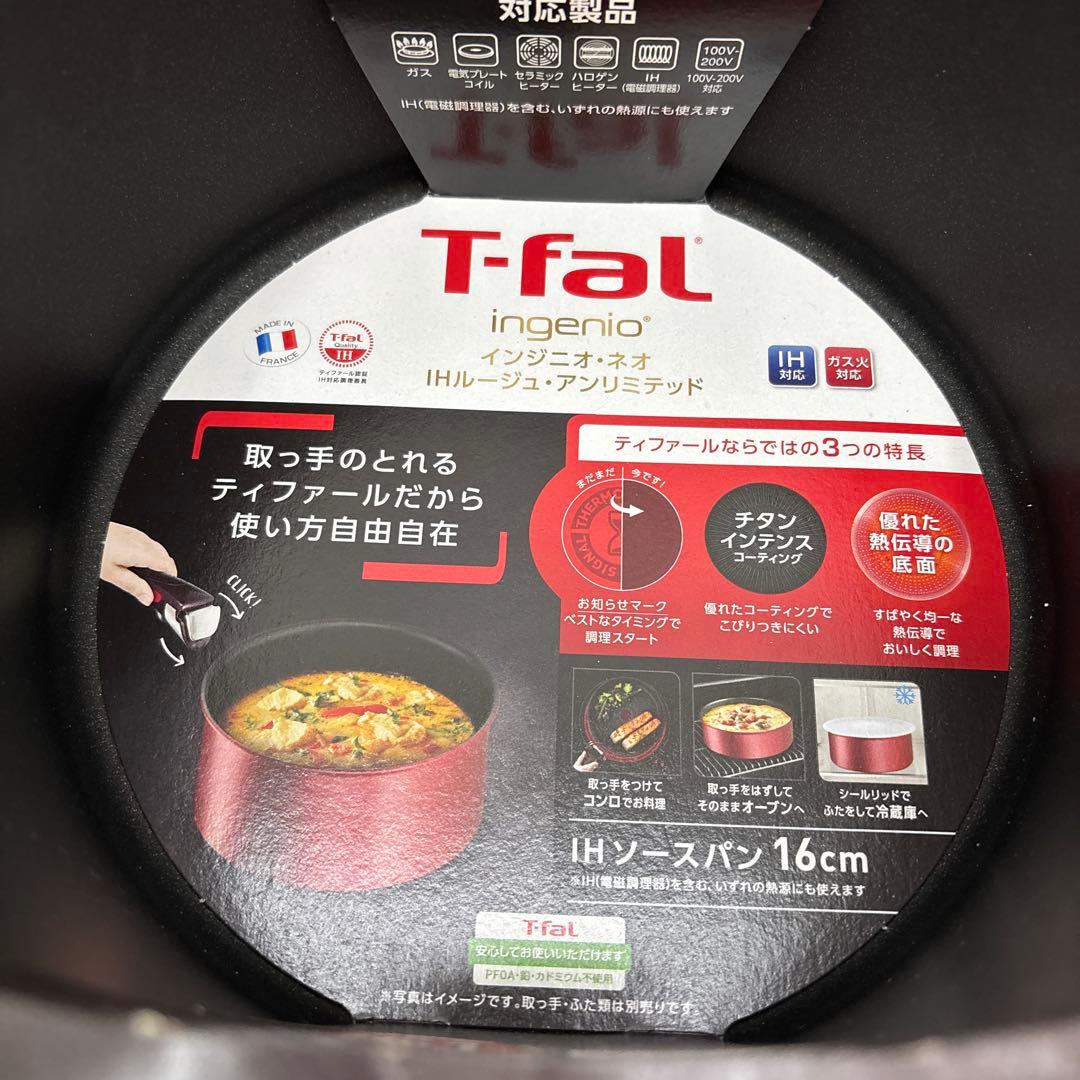 対応製品
ガス
電気プレート
コイル
セラミック
ヒーター
ハロゲン
ヒーター
IH
(電磁調理器)
100V-
200V
100V-200V
対応
IH(電磁調理器)を含む、いずれの熱源にも使えます
T-fal®
ingenio®
インジニオ・ネオ
IHルージュ・アンリミテッド
MADE IN
FRANCE
T-fal
Quality
IH
ティファール認証
IH対応調理器具
IH
対応
ガス火
対応
取っ手のとれる
ティファールだから
使い方自由自在
CLICK!
ティファールならではの3つの特長
まだまだ
今です!
THERMO
SIGNAL
お知らせマーク
ベストなタイミングで
調理スタート
チタン
インテンス
コーティング
優れたコーティングで
こびりつきにくい
優れた
熱伝導の
底面
すばやく均一な
熱伝導で
おいしく調理
取っ手をつけて
コンロでお料理
取っ手をはずして
そのままオーブンへ
シールリッドで
ふたをして冷蔵庫へ
IHソースパン 16cm
※IH(電磁調理器)を含む、いずれの熱源にも使えます
T-fal
安心してお使いいただけます
PFOA・鉛・カドミウム不使用
※写真はイメージです。取っ手・ふた類は別売りです。